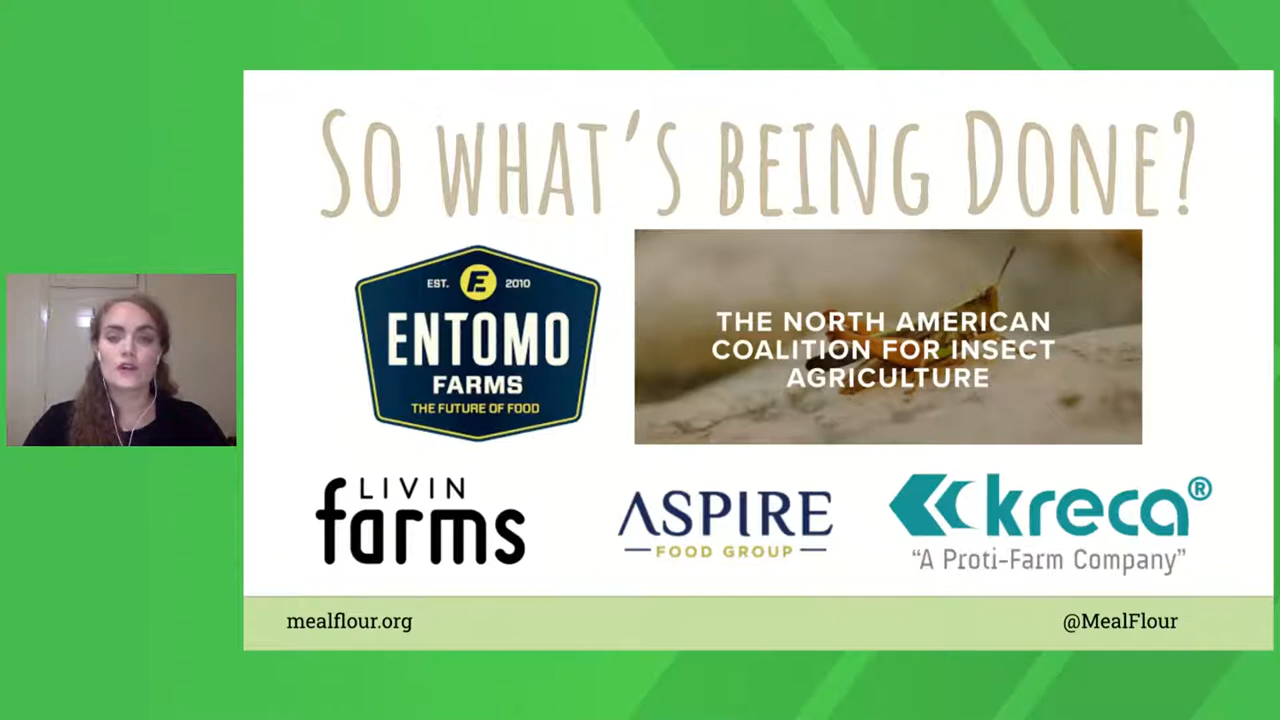 So what's being Done?
EST. E 2010
ENTOMO
FARMS
THE FUTURE OF FOOD
THE NORTH AMERICAN
COALITION FOR INSECT
AGRICULTURE
LIVIN
farms
ASPIRE
FOOD GROUP
kreca®
“A Proti-Farm Company”
mealflour.org
@MealFlour